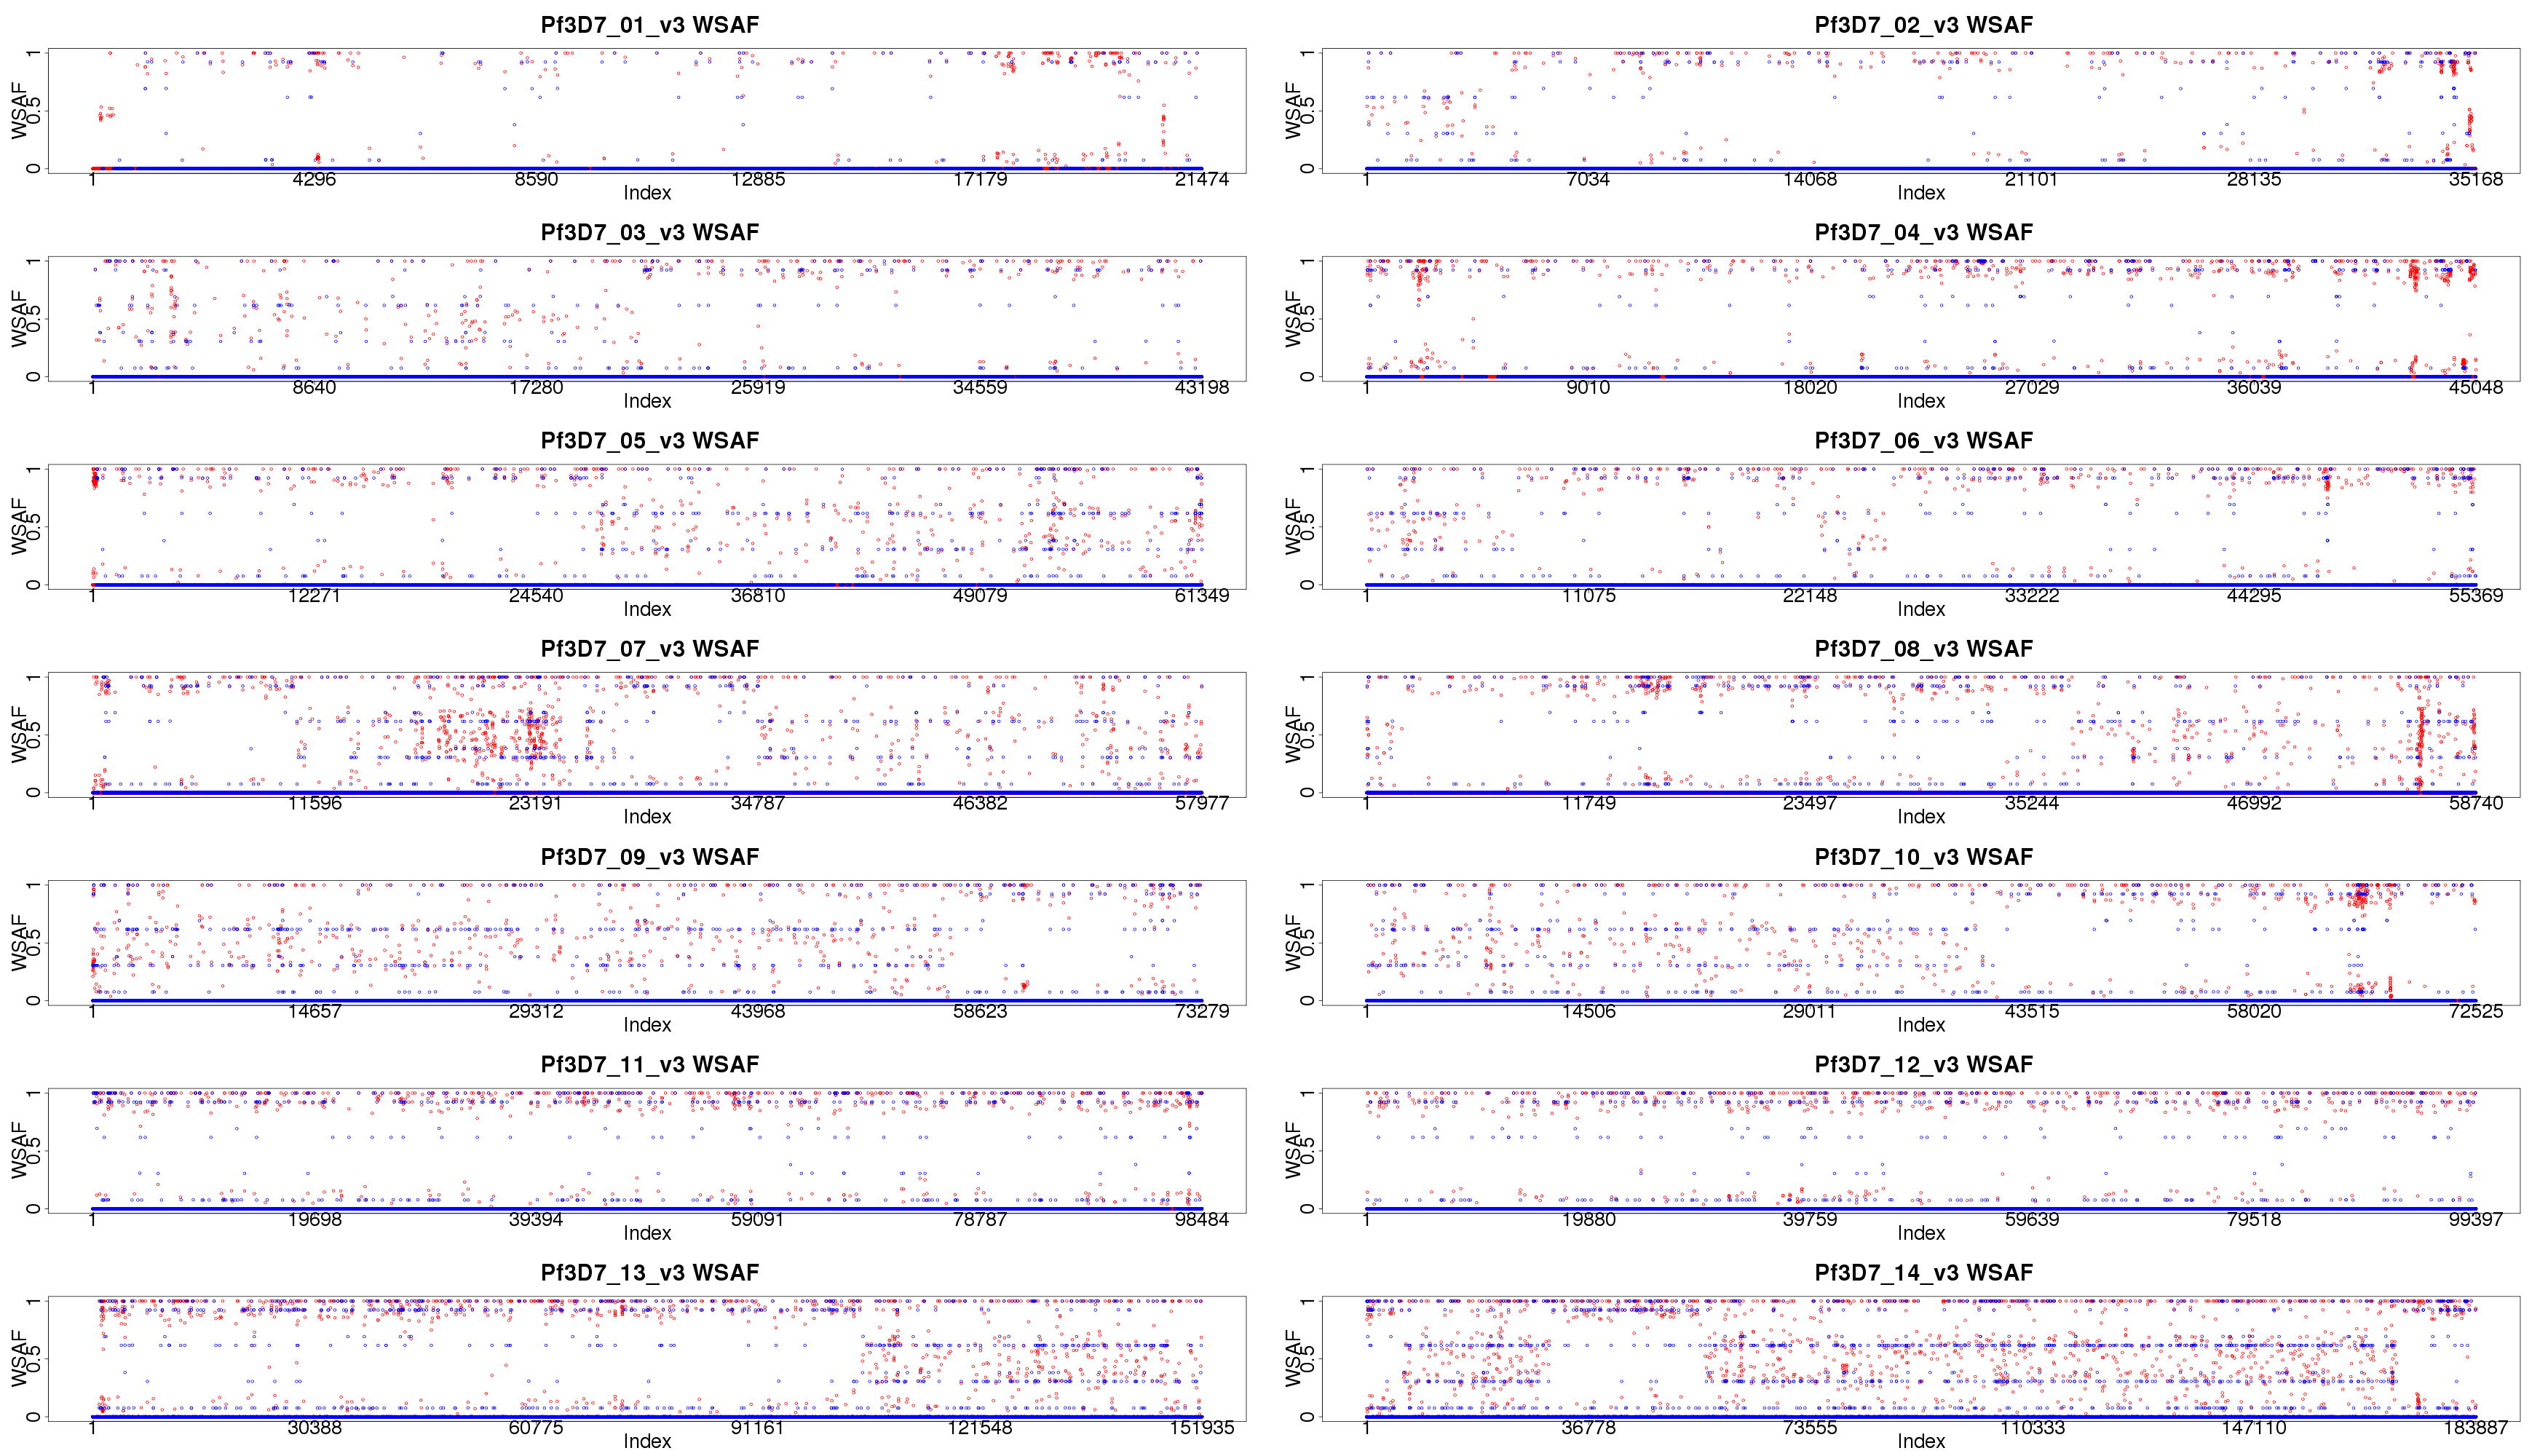 Pf3D7_01_v3 WSAF
WSAF
0 0.5 1
1 4296 8590 12885 17179 21474
Index
Pf3D7_02_v3 WSAF
WSAF
0 0.5 1
1 7034 14068 21101 28135 35168
Index
Pf3D7_03_v3 WSAF
WSAF
0 0.5 1
1 8640 17280 25919 34559 43198
Index
Pf3D7_04_v3 WSAF
WSAF
0 0.5 1
1 9010 18020 27029 36039 45048
Index
Pf3D7_05_v3 WSAF
WSAF
0 0.5 1
1 12271 24540 36810 49079 61349
Index
Pf3D7_06_v3 WSAF
WSAF
0 0.5 1
1 11075 22148 33222 44295 55369
Index
Pf3D7_07_v3 WSAF
WSAF
0 0.5 1
1 11596 23191 34787 46382 57977
Index
Pf3D7_08_v3 WSAF
WSAF
0 0.5 1
1 11749 23497 35244 46992 58740
Index
Pf3D7_09_v3 WSAF
WSAF
0 0.5 1
1 14657 29312 43968 58623 73279
Index
Pf3D7_10_v3 WSAF
WSAF
0 0.5 1
1 14506 29011 43515 58020 72525
Index
Pf3D7_11_v3 WSAF
WSAF
0 0.5 1
1 19698 39394 59091 78787 98484
Index
Pf3D7_12_v3 WSAF
WSAF
0 0.5 1
1 19880 39759 59639 79518 99397
Index
Pf3D7_13_v3 WSAF
WSAF
0 0.5 1
1 30388 60775 91161 121548 151935
Index
Pf3D7_14_v3 WSAF
WSAF
0 0.5 1
1 36778 73555 110333 147110 183887
Index